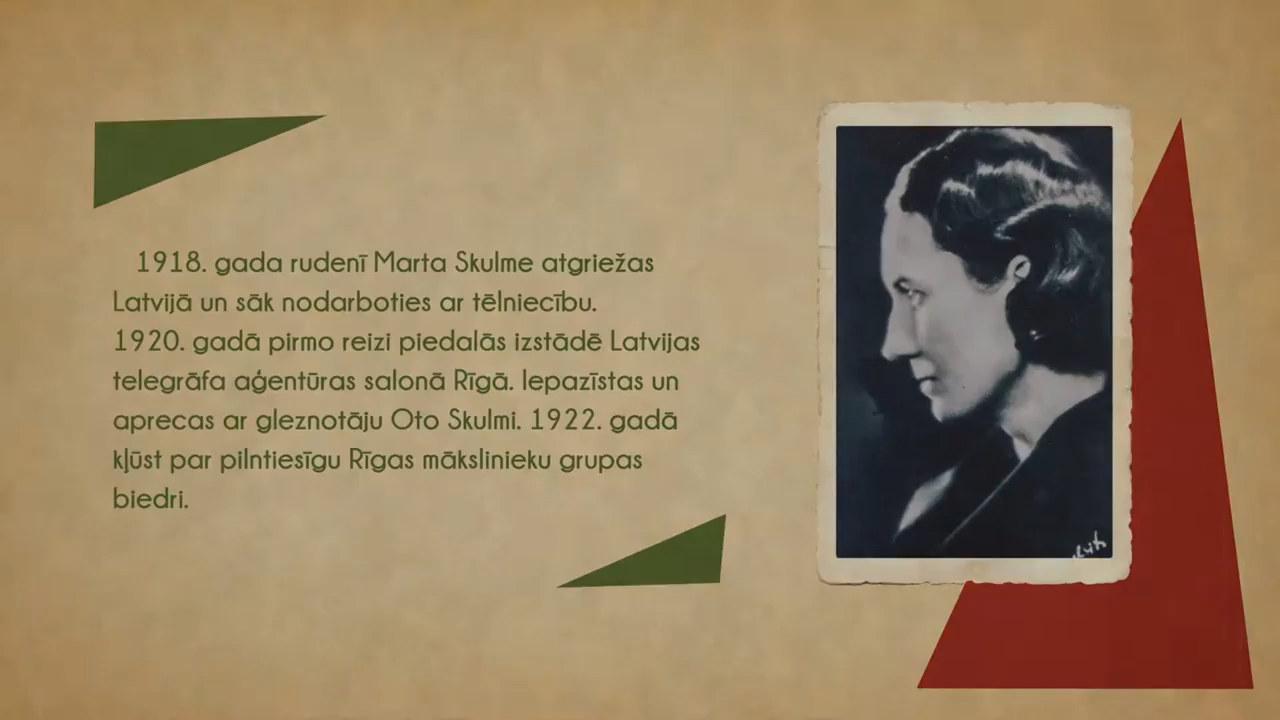 1918. gada rudenī Marta Skulme atgriežas
Latvijā un sāk nodarboties ar tēlniecību.
1920. gadā pirmo reizi piedalās izstādē Latvijas
telegrāfa aģentūras salonā Rīgā. Iepazīstas un
aprecas ar gleznotāju Oto Skulmi. 1922. gadā
kļūst par pilntiesīgu Rīgas mākslinieku grupas
biedri.